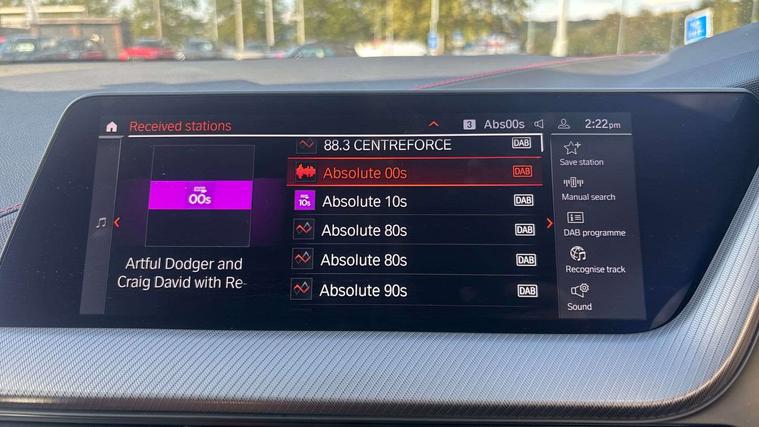 Received stations
3 Abs00s 2:22pm
00s
Artful Dodger and
Craig David with Re-
88.3 CENTREFORCE DAB
Absolute 00s DAB
10s Absolute 10s DAB
Absolute 80s DAB
Absolute 80s DAB
Absolute 90s DAB
Save station
Manual search
DAB programme
Recognise track
Sound